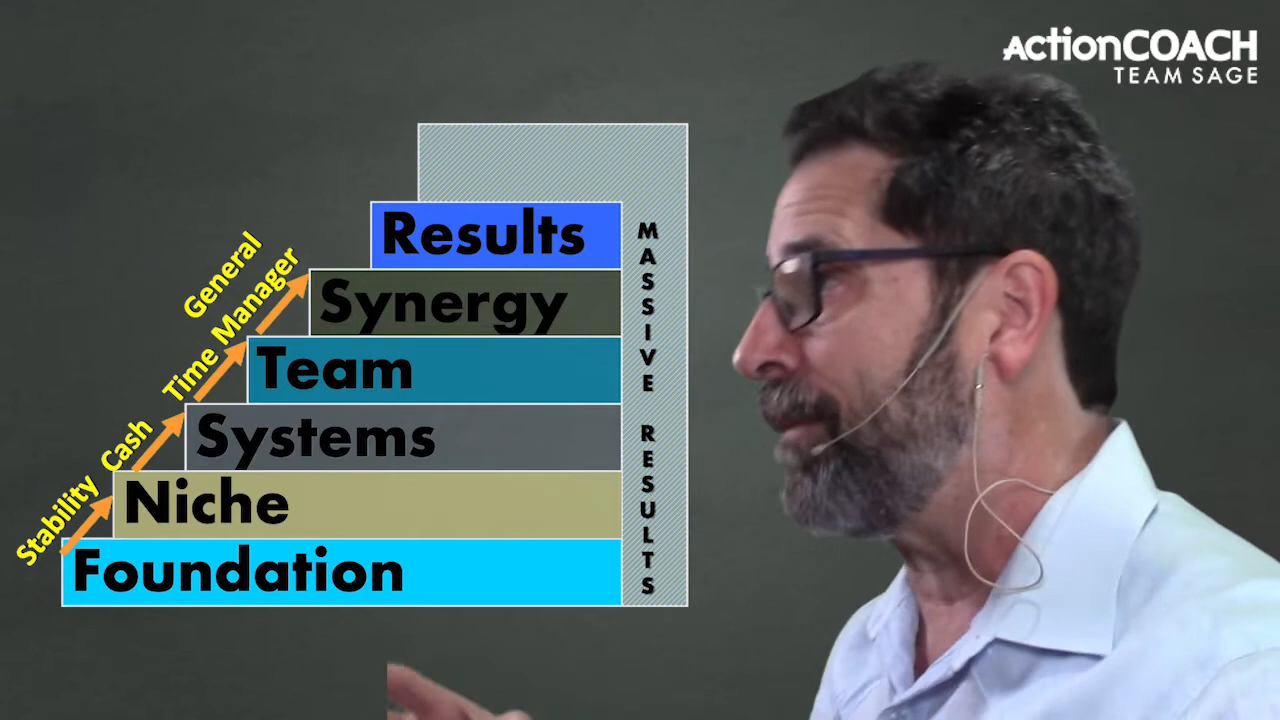 ActionCOACH
TEAM SAGE
Results
Synergy
Team
Systems
Niche
Foundation
Stability
Cash
Time
General
Manager
MASSIVE RESULTS